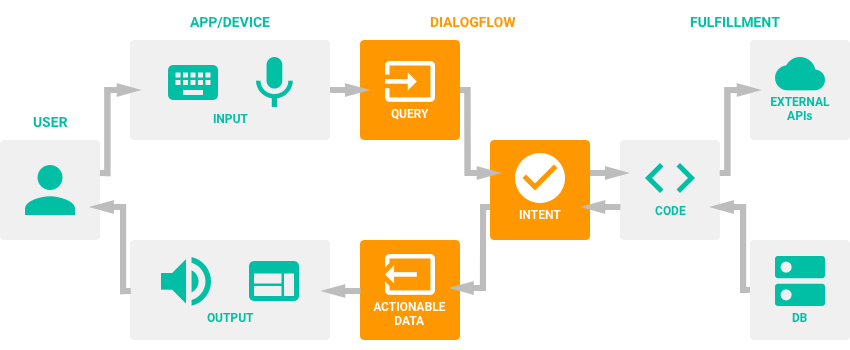 APP/DEVICE
DIALOGFLOW
FULFILLMENT
USER
INPUT
QUERY
INTENT
CODE
EXTERNAL
APIs
OUTPUT
ACTIONABLE
DATA
DB